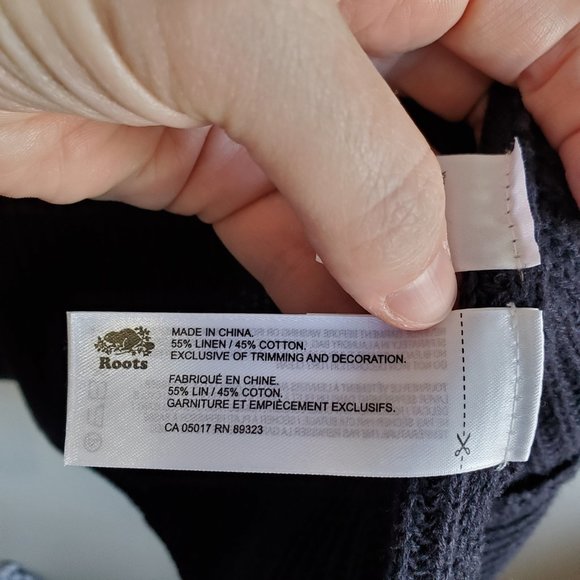 Roots
MADE IN CHINA.
55% LINEN / 45% COTTON.
EXCLUSIVE OF TRIMMING AND DECORATION.
FABRIQUÉ EN CHINE.
55% LIN / 45% COTON.
GARNITURE ET EMPIÈCEMENT EXCLUSIFS.
CA 05017 RN 89323